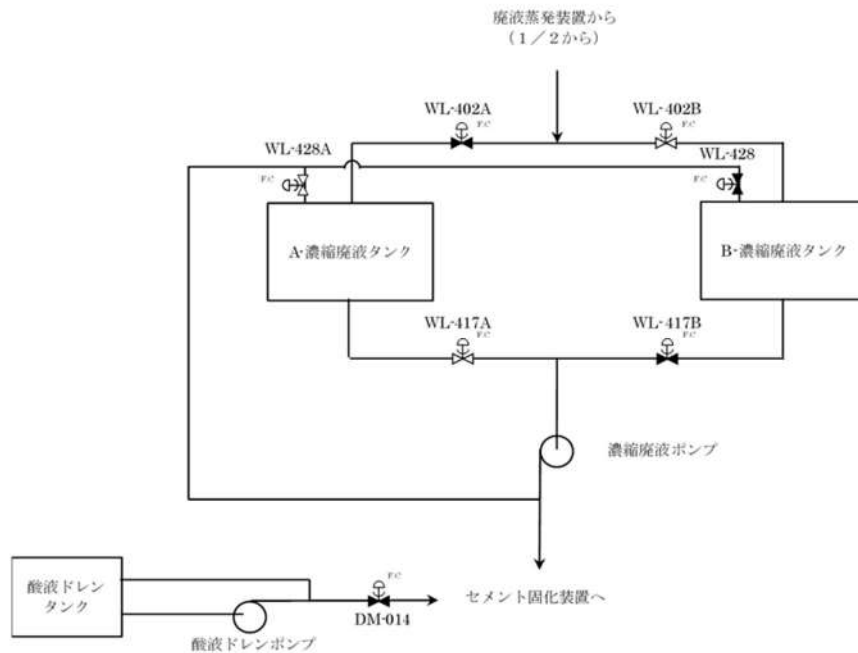 廃液蒸発装置から
(1/2から)
WL-402A
F.C
WL-402B
F.C
WL-428A
F.C
WL-428
F.C
A-濃縮廃液タンク
B-濃縮廃液タンク
WL-417A
F.C
WL-417B
F.C
濃縮廃液ポンプ
酸液ドレン
タンク
F.C
セメント固化装置へ
DM-014
酸液ドレンポンプ